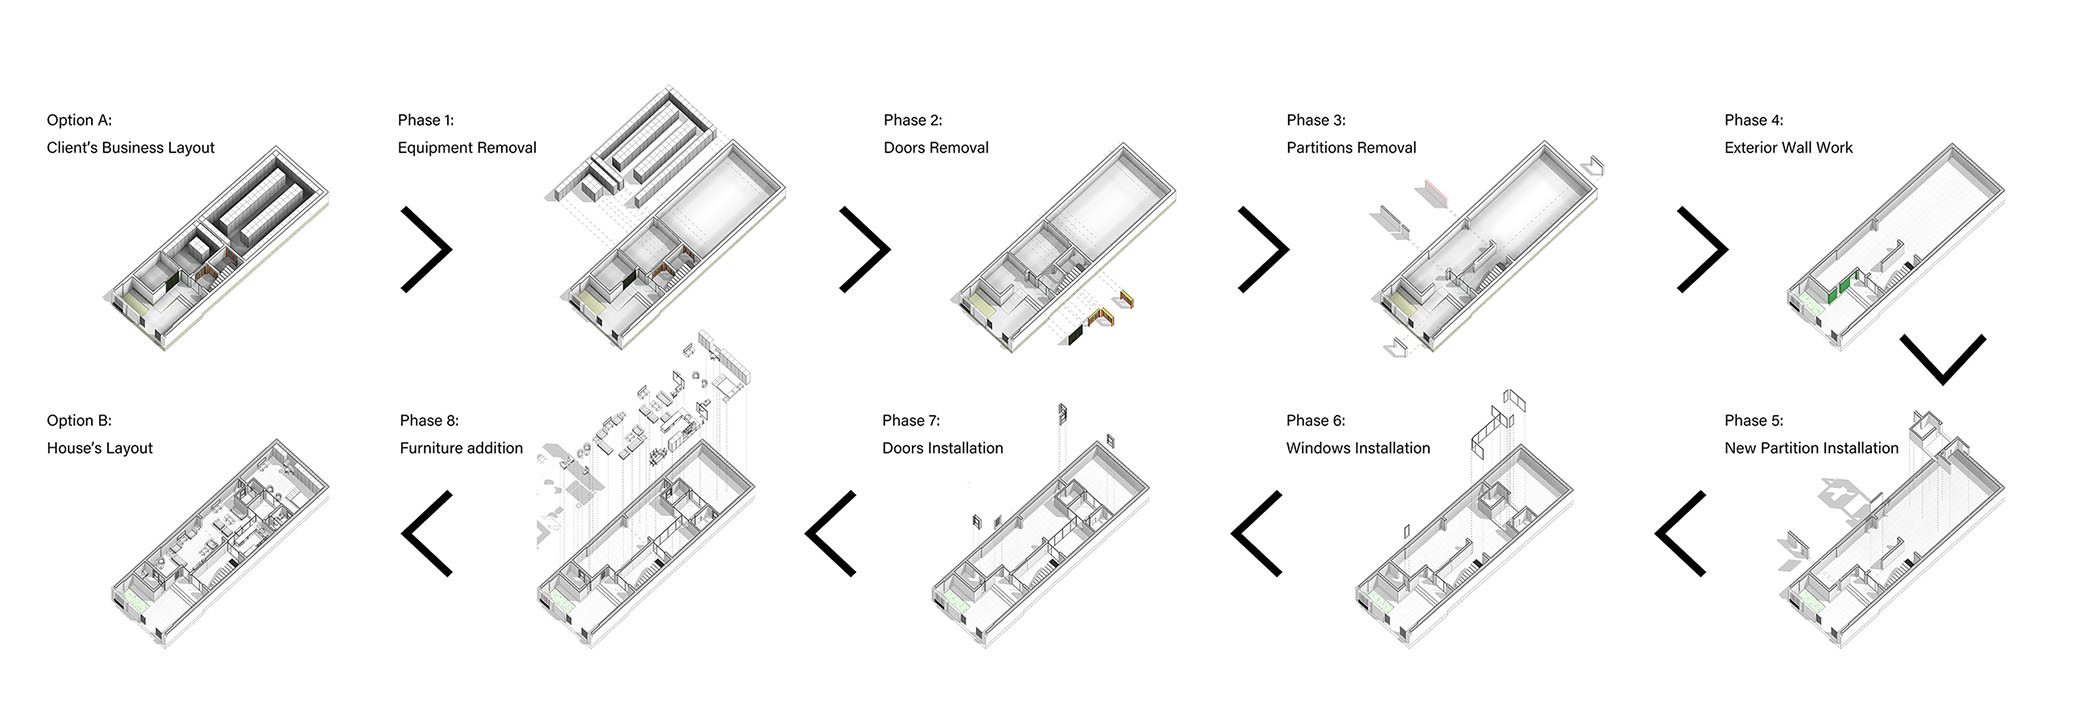 Option A:
Client's Business Layout
Phase 1:
Equipment Removal
Phase 2:
Doors Removal
Phase 3:
Partitions Removal
Phase 4:
Exterior Wall Work
Option B:
House's Layout
Phase 8:
Furniture addition
Phase 7:
Doors Installation
Phase 6:
Windows Installation
Phase 5:
New Partition Installation